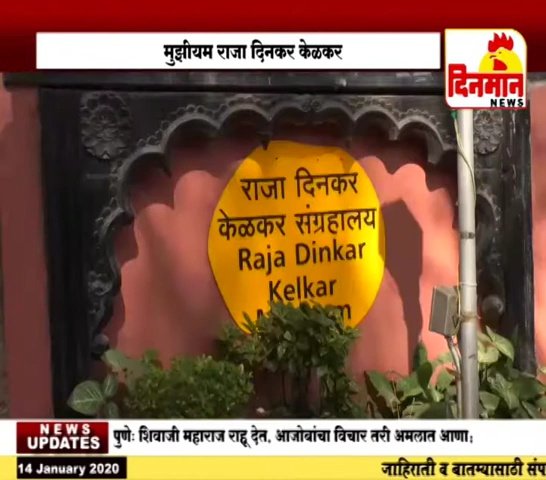 मुझीयम राजा दिनकर केळकर
दिनमान
NEWS
राजा दिनकर
केळकर संग्रहालय
Raja Dinkar
Kelkar
NEWS
UPDATES
पुणेः शिवाजी महाराज राहू देत, आजोबांचा विचार तरी अमलात आणा;
14 January 2020
जाहिराती व बातम्यासाठी संप